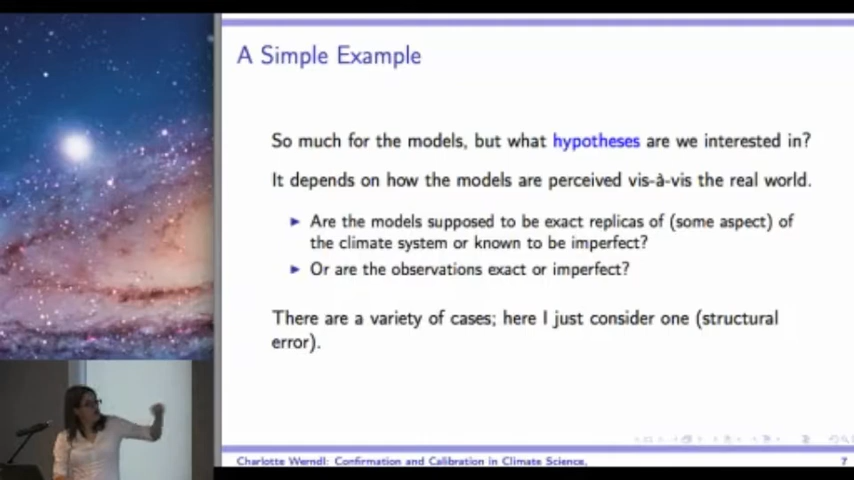 A Simple Example
So much for the models, but what hypotheses are we interested in?
It depends on how the models are perceived vis-à-vis the real world.
► Are the models supposed to be exact replicas of (some aspect) of
the climate system or known to be imperfect?
► Or are the observations exact or imperfect?
There are a variety of cases; here I just consider one (structural
error).
Charlotte Werndl: Confirmation and Calibration in Climate Science, 7